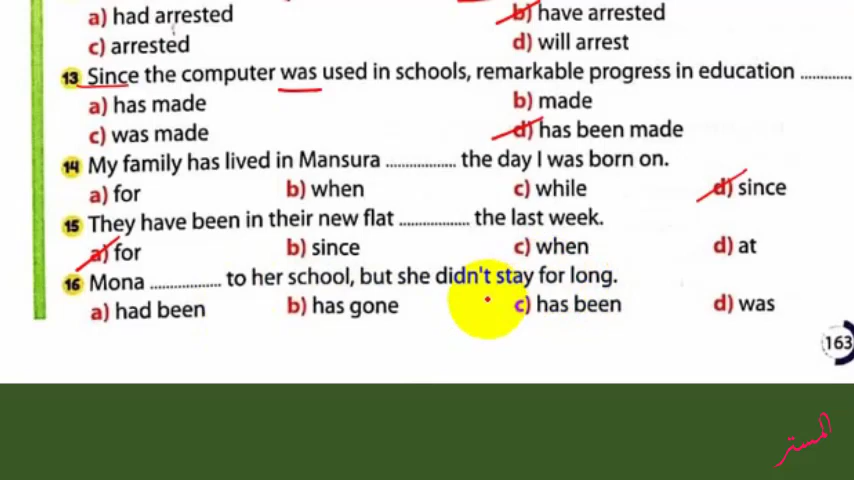 a) had arrested b) have arrested
c) arrested d) will arrest
13 Since the computer was used in schools, remarkable progress in education ............
a) has made b) made
c) was made d) has been made
14 My family has lived in Mansura ................ the day I was born on.
a) for b) when c) while d) since
15 They have been in their new flat ................ the last week.
a) for b) since c) when d) at
16 Mona ................ to her school, but she didn't stay for long.
a) had been b) has gone c) has been d) was
163
المستر